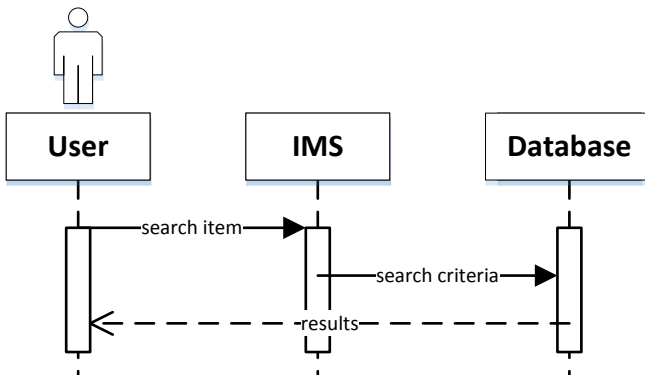 User
IMS
Database
search item
search criteria
results